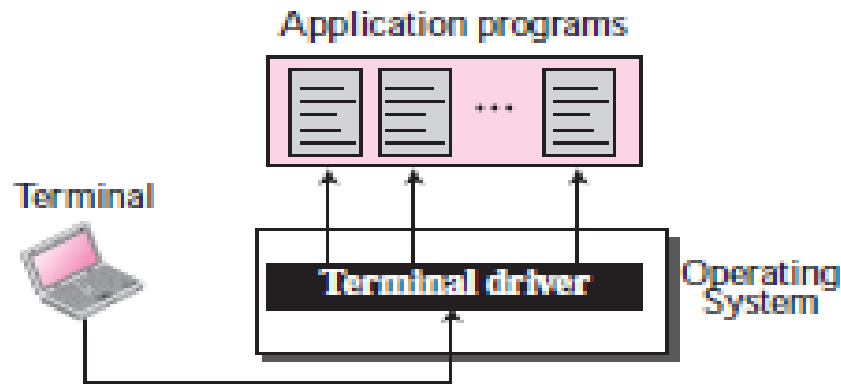 Application programs
...
Terminal
Terminal driver
Operating
System